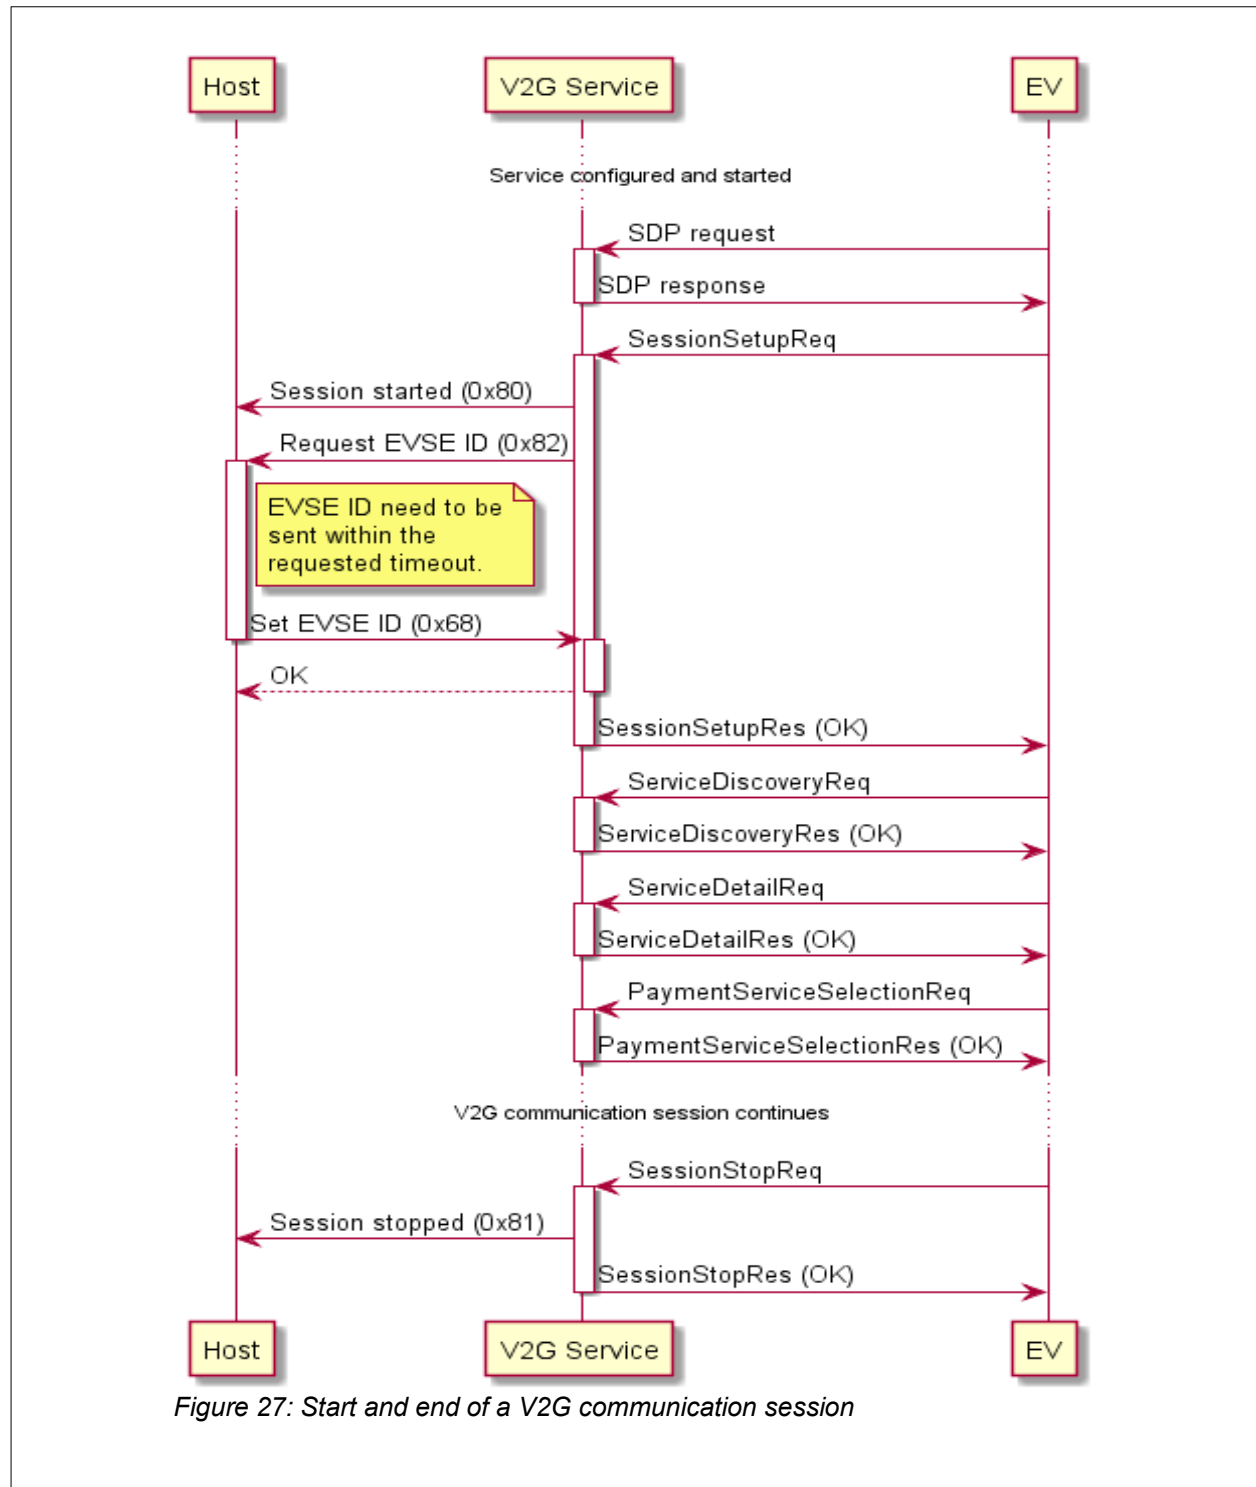 Host
V2G Service
EV
Service configured and started
SDP request
SDP response
SessionSetupReq
Session started (0x80)
Request EVSE ID (0x82)
EVSE ID need to be
sent within the
requested timeout.
Set EVSE ID (0x68)
OK
SessionSetupRes (OK)
ServiceDiscoveryReq
ServiceDiscoveryRes (OK)
ServiceDetailReq
ServiceDetailRes (OK)
PaymentServiceSelectionReq
PaymentServiceSelectionRes (OK)
V2G communication session continues
SessionStopReq
Session stopped (0x81)
SessionStopRes (OK)
Host
V2G Service
EV
Figure 27: Start and end of a V2G communication session